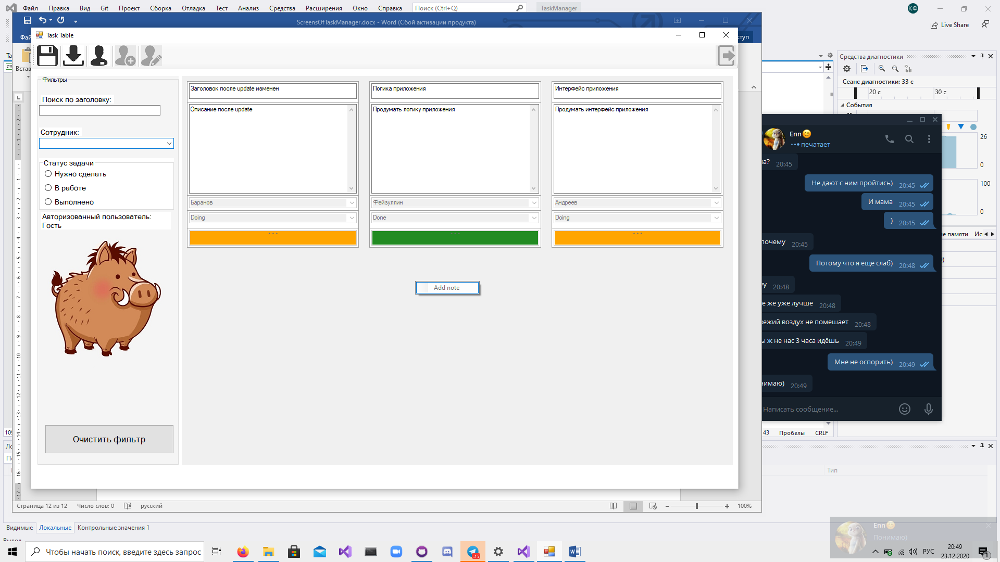 Файл Правка Вид Git Проект Сборка Отладка Тест Анализ Средства Расширения Окно Справка Поиск (Ctrl+Q) TaskManager КФ
Live Share
ScreensOfTaskManager.docx - Word (Сбой активации продукта)
Task Table
Фильтры
Поиск по заголовку:
Сотрудник:
Статус задачи
Нужно сделать
В работе
Выполнено
Авторизованный пользователь:
Гость
Очистить фильтр
Заголовок после update изменен
Описание после update
Баранов
Doing
...
Логика приложения
Продумать логику приложения
Фейзуллин
Done
...
Интерфейс приложения
Продумать интерфейс приложения
Андреев
Doing
...
Add note
Средства диагностики
Сеанс диагностики: 33 с
20 с 30 с
События
26
0
100
0
Enn
печатает
20:45
Не дают с ним пройтись) 20:45
И мама 20:45
) 20:45
20:45
Потому что я еще слаб) 20:48
20:48
же уже лучше 20:48
воздух не помешает 20:48
ж не нас 3 часа идёшь 20:49
Мне не оспорить) 20:49
20:49
Написать сообщение...
43 Пробелы CRLF
Тип
Страница 12 из 12 Число слов: 0 русский 100%
Видимые Локальные Контрольные значения 1
Вывод
Enn
Понимаю)
Чтобы начать поиск, введите здесь запрос
.15
РУС
20:49
23.12.2020
1